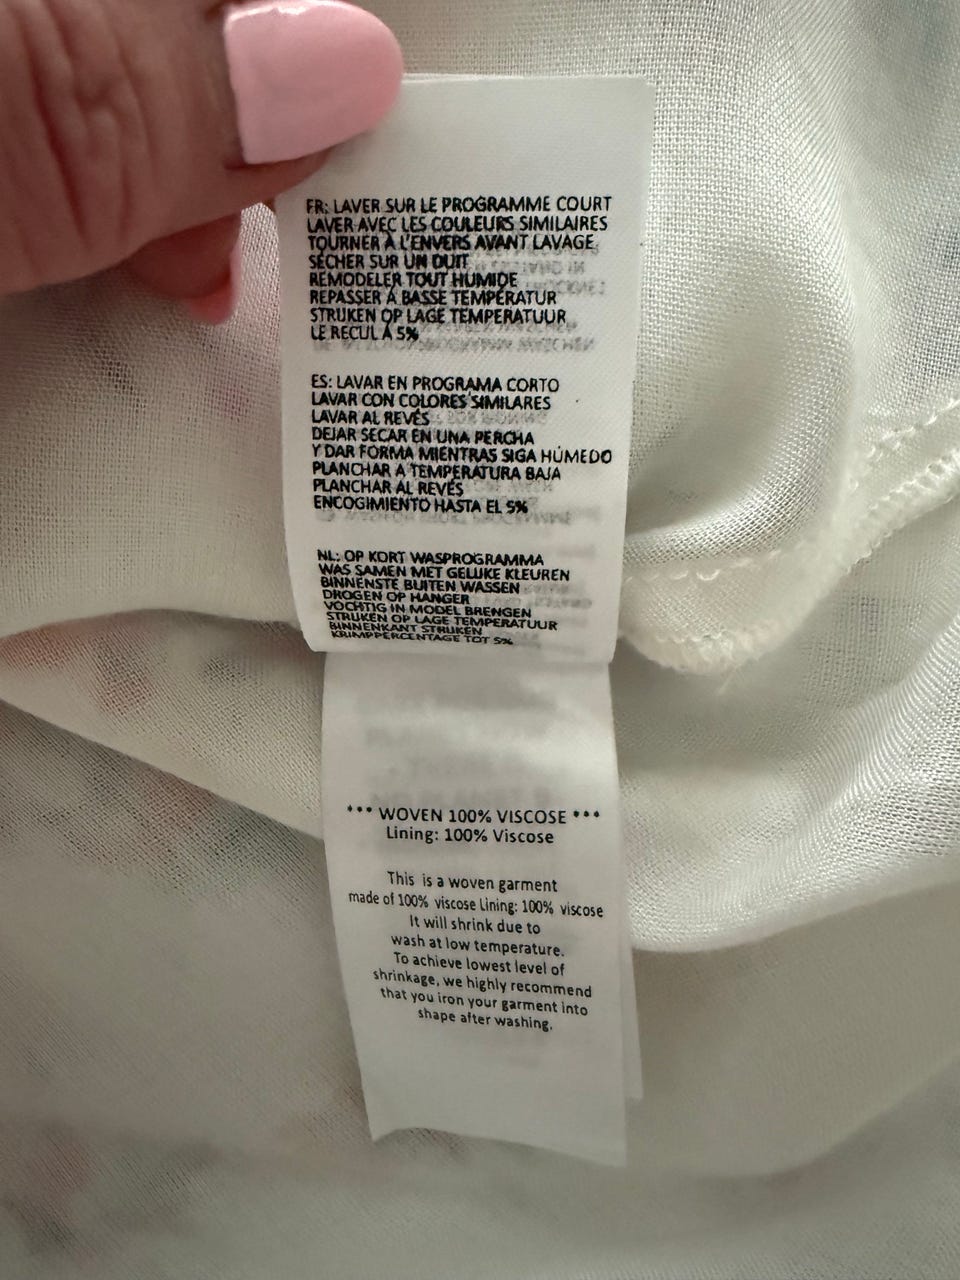 FR: LAVER SUR LE PROGRAMME COURT
LAVER AVEC LES COULEURS SIMILAIRES
TOURNER À L'ENVERS AVANT LAVAGE
SÉCHER SUR UN DUIT
REMODELER TOUT HUMIDE
REPASSER À BASSE TEMPÉRATUR
STRIJKEN OP LAGE TEMPERATUUR
LE RECUL À 5%
ES: LAVAR EN PROGRAMA CORTO
LAVAR CON COLORES SIMILARES
LAVAR AL REVÉS
DEJAR SECAR EN UNA PERCHA
Y DAR FORMA MIENTRAS SIGA HÚMEDO
PLANCHAR A TEMPERATURA BAJA
PLANCHAR AL REVÉS
ENCOGIMIENTO HASTA EL 5%
NL: OP KORT WASPROGRAMMA
WAS SAMEN MET GELIJKE KLEUREN
BINNENSTE BUITEN WASSEN
DROGEN OP HANGER
VOCHTIG IN MODEL BRENGEN
STRIJKEN OP LAGE TEMPERATUUR
BINNENKANT STRIJKEN
KRIMPPERCENTAGE TOT 5%
*** WOVEN 100% VISCOSE ***
Lining: 100% Viscose
This is a woven garment
made of 100% viscose Lining: 100% viscose
It will shrink due to
wash at low temperature.
To achieve lowest level of
shrinkage, we highly recommend
that you iron your garment into
shape after washing.